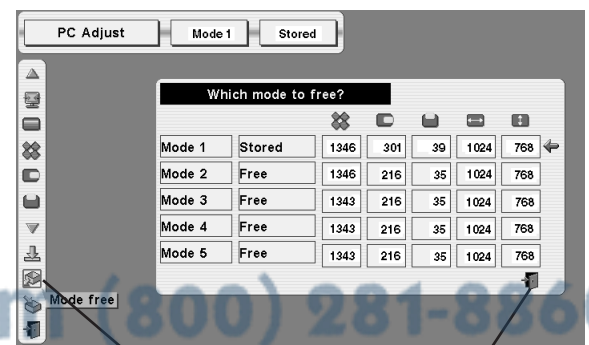 PC Adjust Mode 1 Stored
Which mode to free?
Mode 1 Stored 1346 301 39 1024 768
Mode 2 Free 1346 216 35 1024 768
Mode 3 Free 1343 216 35 1024 768
Mode 4 Free 1343 216 35 1024 768
Mode 5 Free 1343 216 35 1024 768
Mode free
(800) 281-886